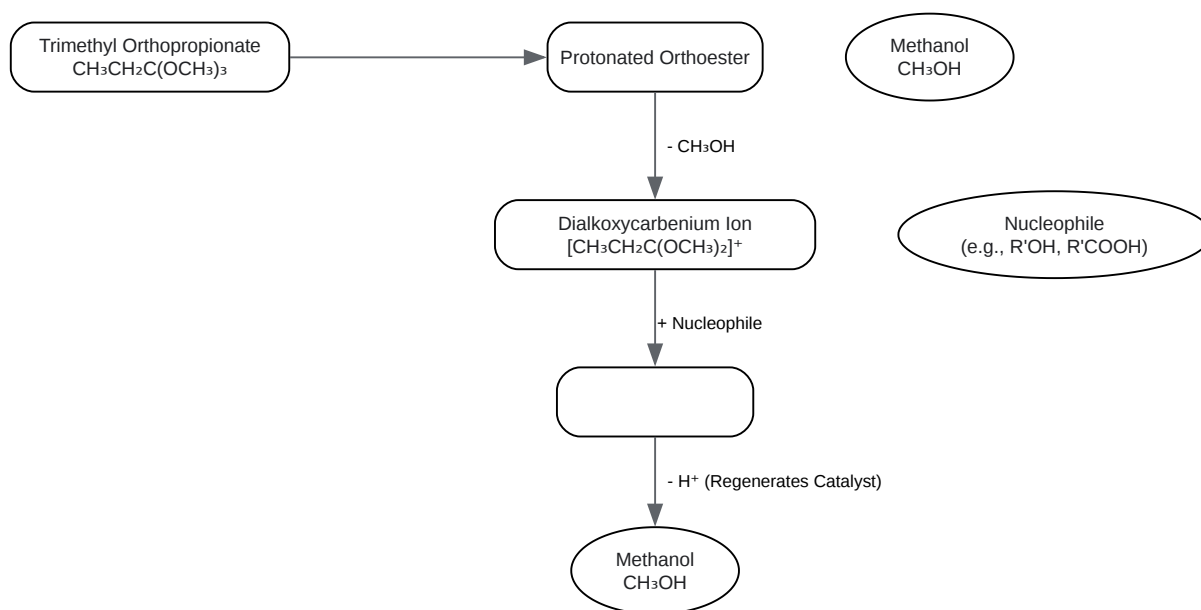 Trimethyl Orthopropionate
CH₃CH₂C(OCH₃)₃
Protonated Orthoester
Methanol
CH₃OH
- CH₃OH
Dialkoxycarbenium Ion
[CH₃CH₂C(OCH₃)₂]⁺
Nucleophile
(e.g., R'OH, R'COOH)
+ Nucleophile
- H⁺ (Regenerates Catalyst)
Methanol
CH₃OH